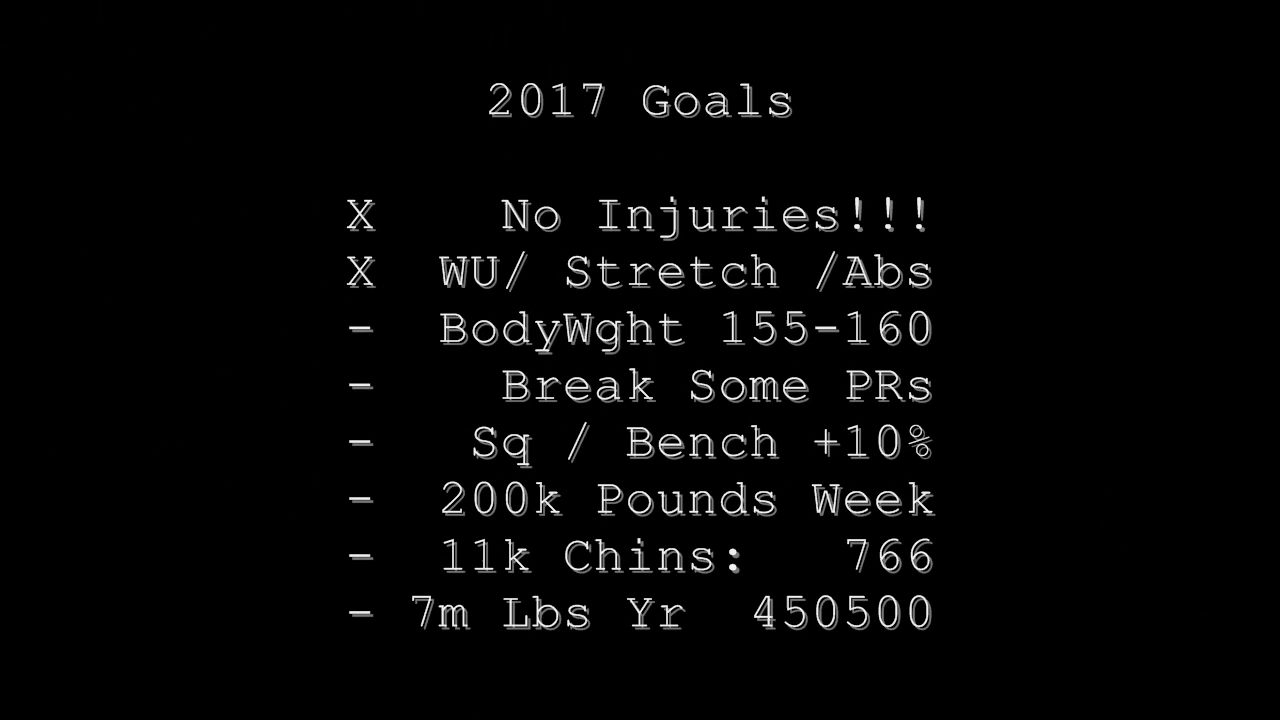 2017 Goals
X No Injuries!!!
X WU/ Stretch /Abs
- BodyWght 155-160
- Break Some PRs
- Sq / Bench +10%
- 200k Pounds Week
- 11k Chins: 766
- 7m Lbs Yr 450500